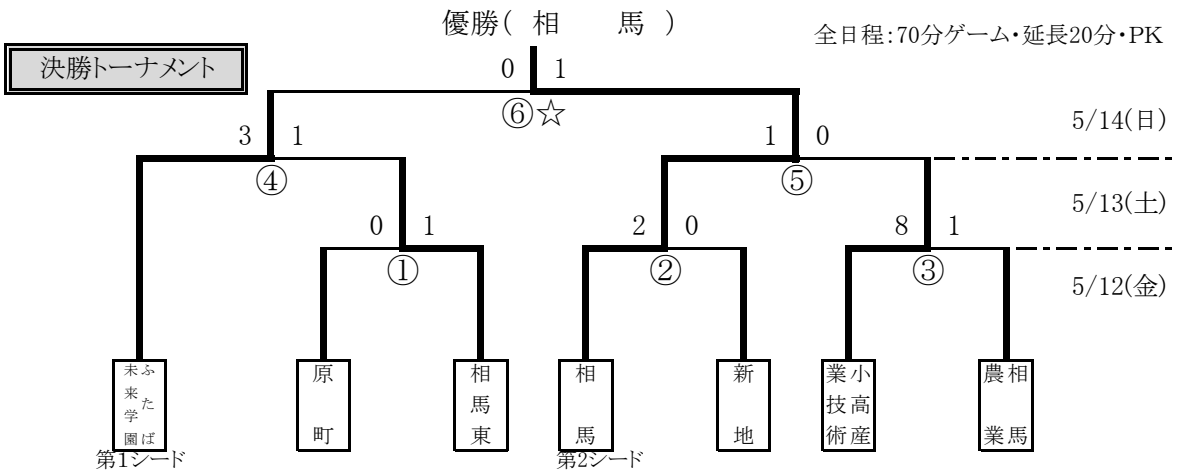 優勝( 相　馬 )
全日程:70分ゲーム・延長20分・PK
決勝トーナメント
0 1
⑥☆
5/14(日)
3 1
1 0
④
⑤
5/13(土)
0 1
2 0
8 1
①
②
③
5/12(金)
ふたば未来学園
原町
相馬東
相馬
新地
小高産業技術
相馬農業
第1シード
第2シード